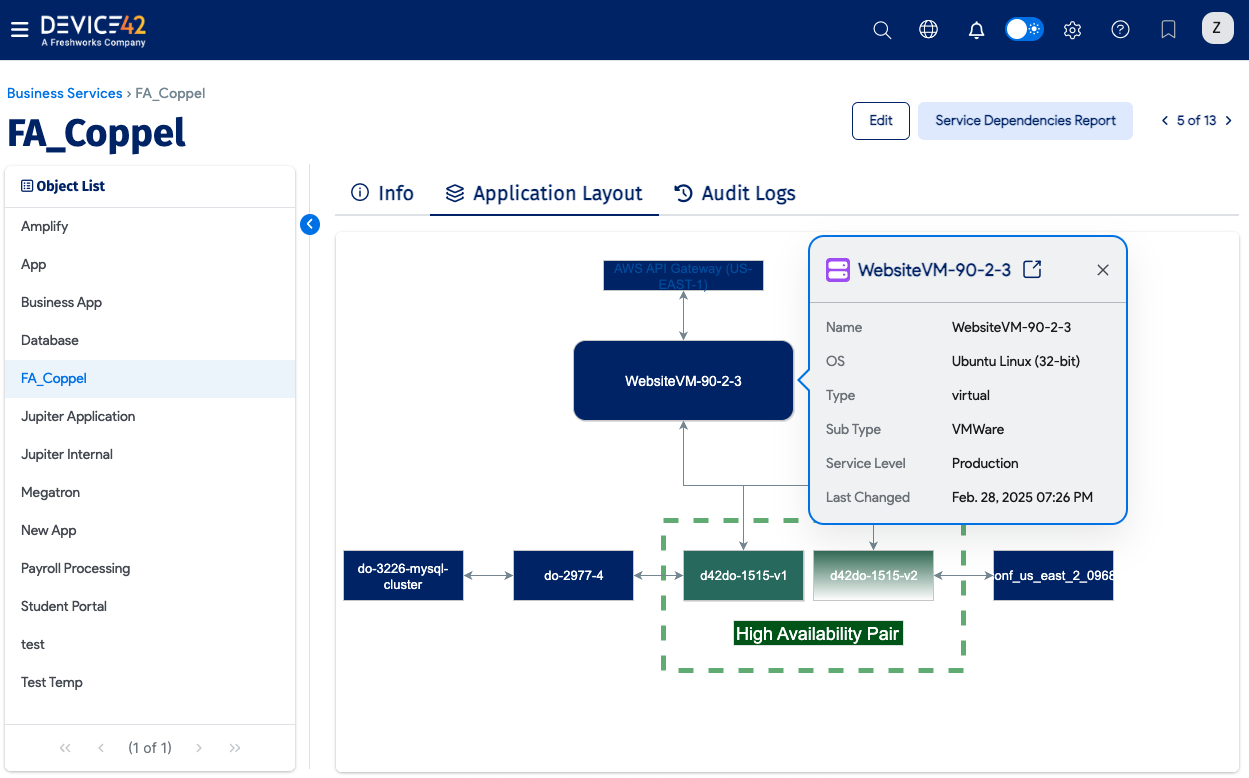 DEVICE42
A Freshworks Company
Z
Business Services › FA_Coppel
FA_Coppel
Edit
Service Dependencies Report
5 of 13
Object List
Amplify
App
Business App
Database
FA_Coppel
Jupiter Application
Jupiter Internal
Megatron
New App
Payroll Processing
Student Portal
test
Test Temp
(1 of 1)
Info
Application Layout
Audit Logs
AWS API Gateway (US-
EAST-1)
WebsiteVM-90-2-3
WebsiteVM-90-2-3
Name WebsiteVM-90-2-3
OS Ubuntu Linux (32-bit)
Type virtual
Sub Type VMWare
Service Level Production
Last Changed Feb. 28, 2025 07:26 PM
do-3226-mysql-
cluster
do-2977-4
d42do-1515-v1
d42do-1515-v2
onf_us_east_2_0968
High Availability Pair